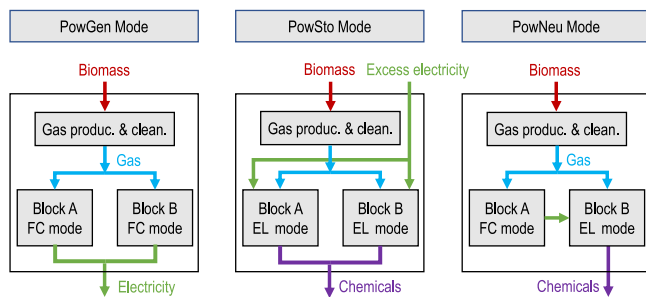 PowGen Mode
Biomass
Gas produc. & clean.
Gas
Block A
FC mode
Block B
FC mode
Electricity
PowSto Mode
Biomass
Excess electricity
Gas produc. & clean.
Block A
EL mode
Block B
EL mode
Chemicals
PowNeu Mode
Biomass
Gas produc. & clean.
Gas
Block A
FC mode
Block B
EL mode
Chemicals